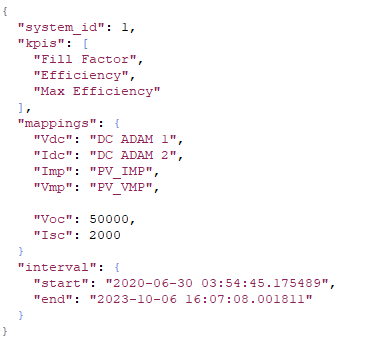 {
  "system_id": 1,
  "kpis": [
    "Fill Factor",
    "Efficiency",
    "Max Efficiency"
  ],
  "mappings": {
    "Vdc": "DC ADAM 1",
    "Idc": "DC ADAM 2",
    "Imp": "PV_IMP",
    "Vmp": "PV_VMP",

    "Voc": 50000,
    "Isc": 2000
  }
  "interval": {
    "start": "2020-06-30 03:54:45.175489",
    "end": "2023-10-06 16:07:08.001811"
  }
}